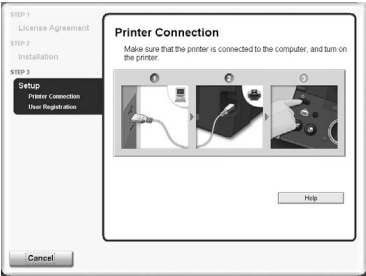 STEP 1
License Agreement
STEP 2
Installation
STEP 3
Setup
Printer Connection
User Registration
Printer Connection
Make sure that the printer is connected to the computer, and turn on
the printer.
1
2
3
Help
Cancel